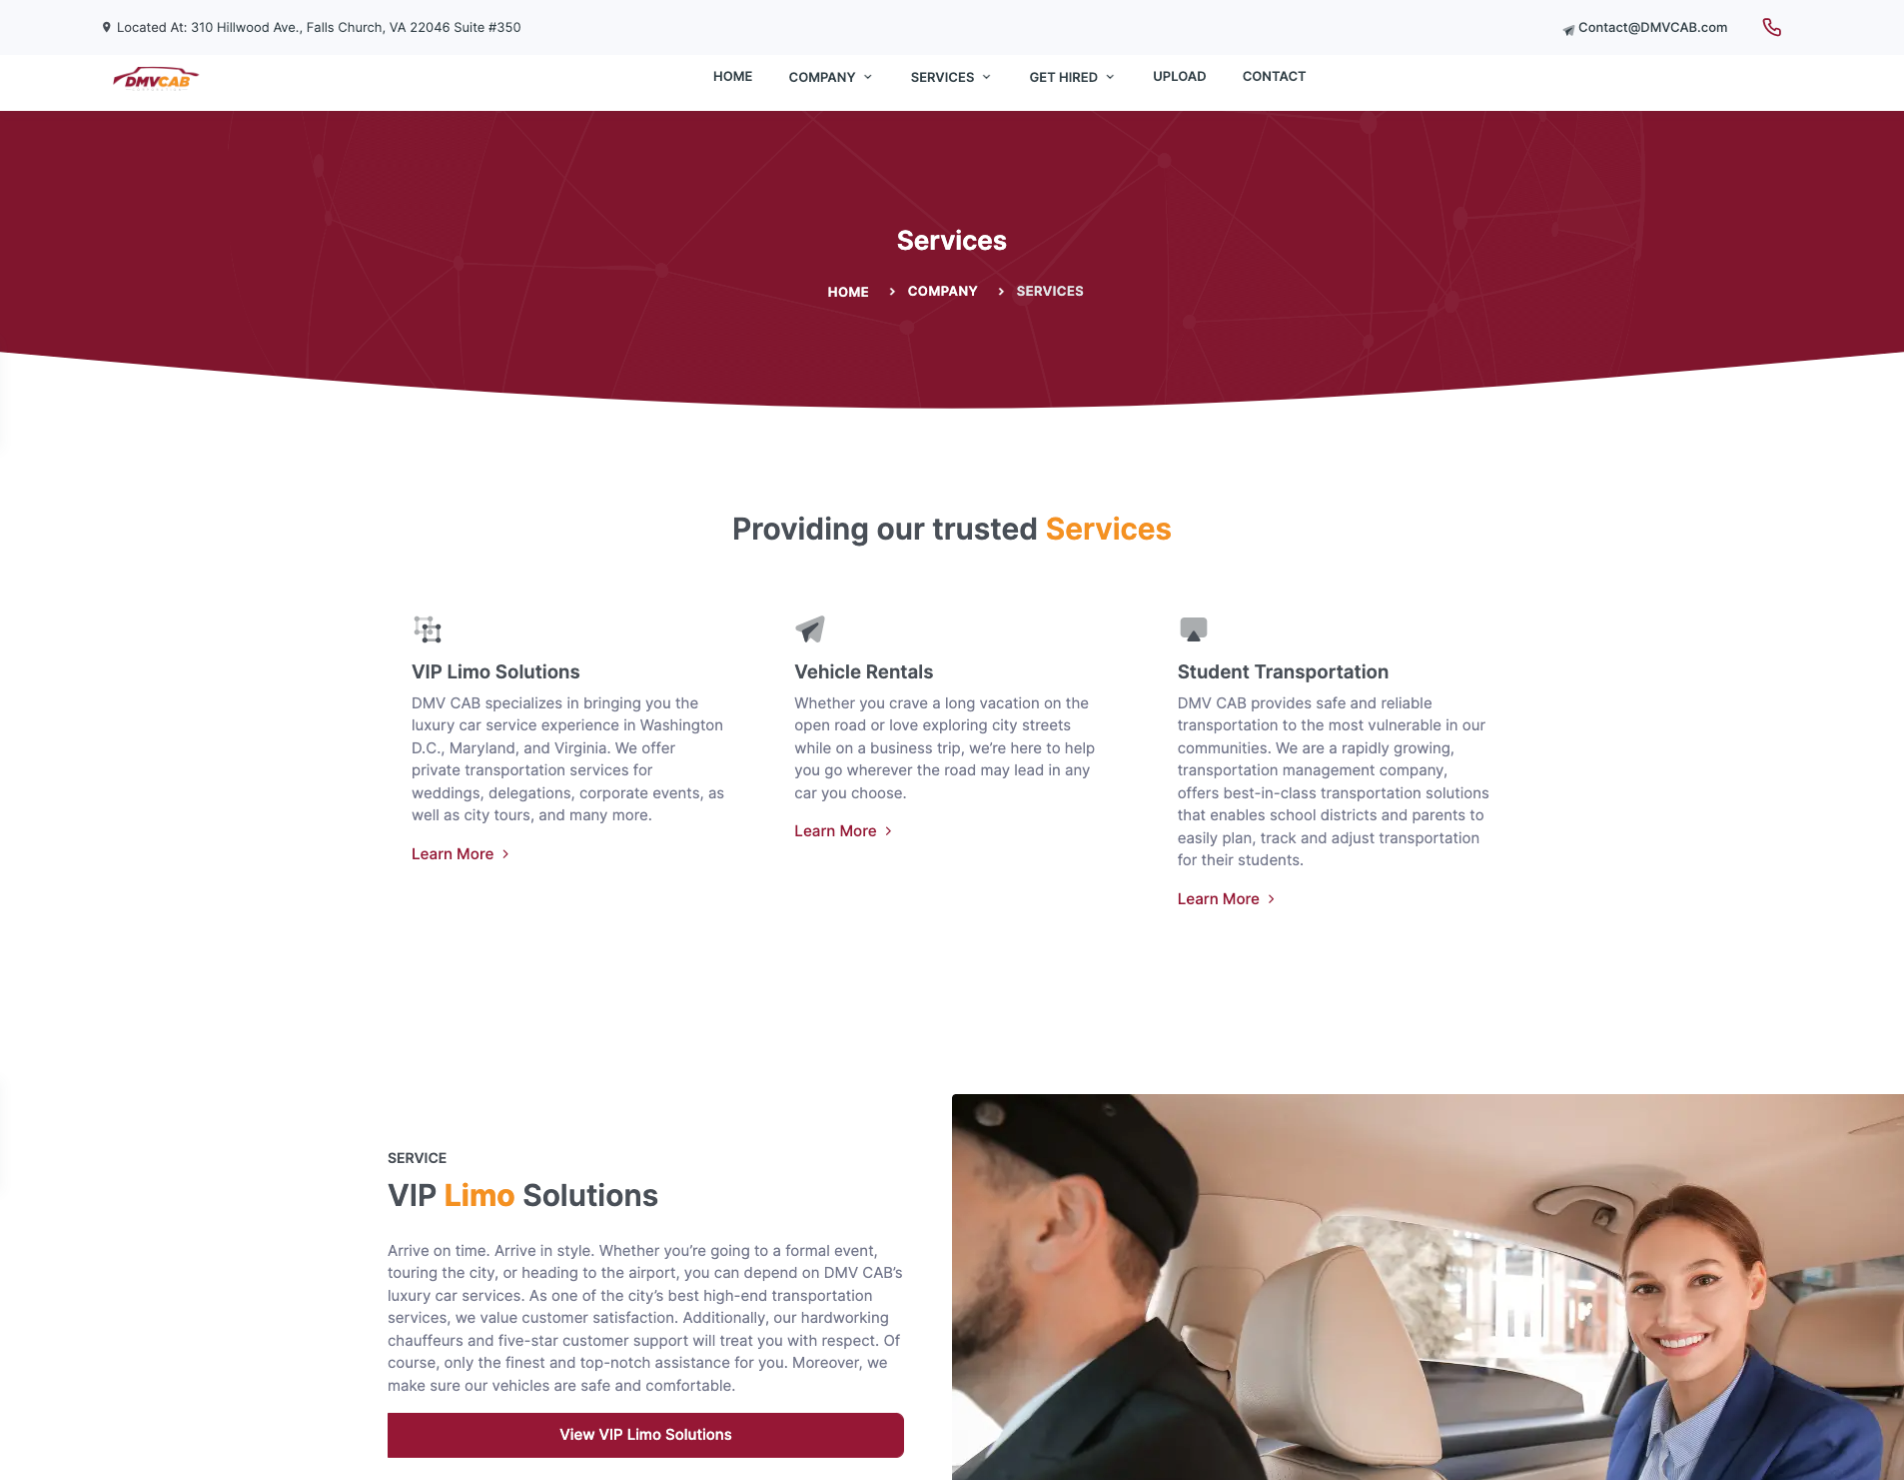 Located At: 310 Hillwood Ave., Falls Church, VA 22046 Suite #350
Contact@DMVCAB.com
DMVCAB
HOME
COMPANY
SERVICES
GET HIRED
UPLOAD
CONTACT
Services
HOME
COMPANY
SERVICES
Providing our trusted Services
VIP Limo Solutions
DMV CAB specializes in bringing you the
luxury car service experience in Washington
D.C., Maryland, and Virginia. We offer
private transportation services for
weddings, delegations, corporate events, as
well as city tours, and many more.
Learn More
Vehicle Rentals
Whether you crave a long vacation on the
open road or love exploring city streets
while on a business trip, we’re here to help
you go wherever the road may lead in any
car you choose.
Learn More
Student Transportation
DMV CAB provides safe and reliable
transportation to the most vulnerable in our
communities. We are a rapidly growing,
transportation management company,
offers best-in-class transportation solutions
that enables school districts and parents to
easily plan, track and adjust transportation
for their students.
Learn More
SERVICE
VIP Limo Solutions
Arrive on time. Arrive in style. Whether you’re going to a formal event,
touring the city, or heading to the airport, you can depend on DMV CAB’s
luxury car services. As one of the city’s best high-end transportation
services, we value customer satisfaction. Additionally, our hardworking
chauffeurs and five-star customer support will treat you with respect. Of
course, only the finest and top-notch assistance for you. Moreover, we
make sure our vehicles are safe and comfortable.
View VIP Limo Solutions